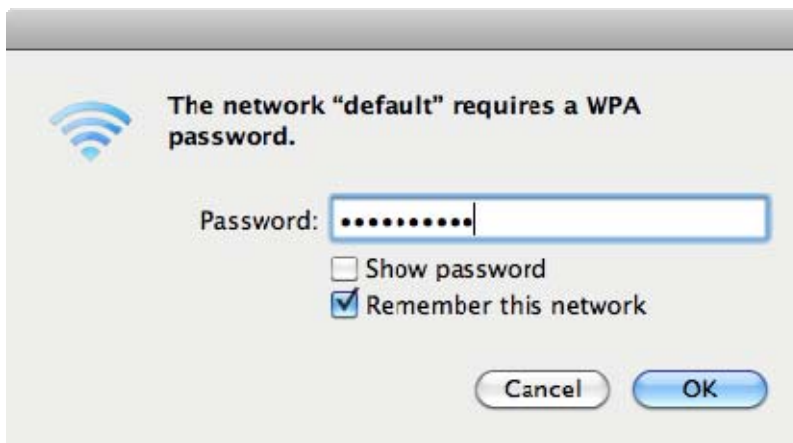 The network “default” requires a WPA
password.
Password: ••••••••••
Show password
Remember this network
Cancel OK